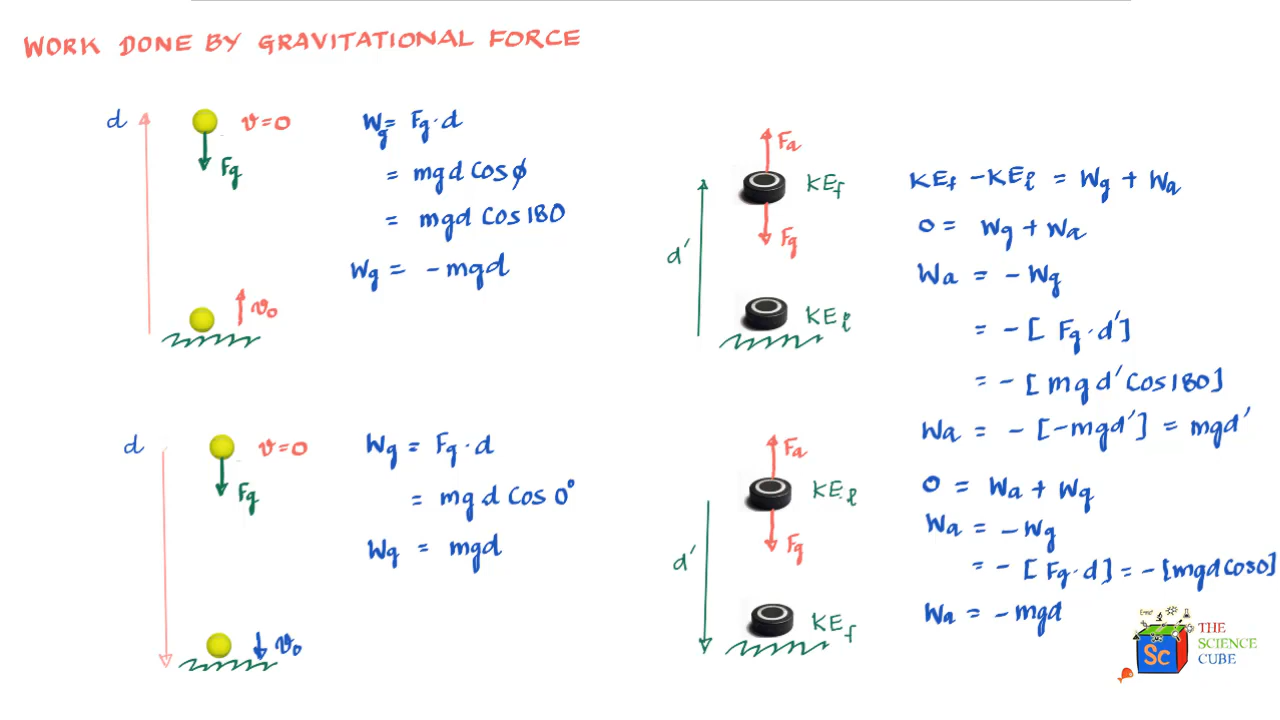 WORK DONE BY GRAVITATIONAL FORCE
d
v=0
Fg
v₀
Wg = Fg·d
= mgd Cos φ
= mgd Cos 180
Wg = -mgd
Fa
KEf
Fg
d'
KEl
KEf - KEl = Wg + Wa
0 = Wg + Wa
Wa = -Wg
= -[Fg·d']
= -[mgd' Cos 180]
Wa = -[-mgd'] = mgd'
d
v=0
Fg
v₀
Wg = Fg·d
= mgd Cos 0°
Wg = mgd
Fa
KEl
Fg
d'
KEf
0 = Wa + Wg
Wa = -Wg
= -[Fg·d] = -[mgd Cos 0]
Wa = -mgd
Sc
THE
SCIENCE
CUBE